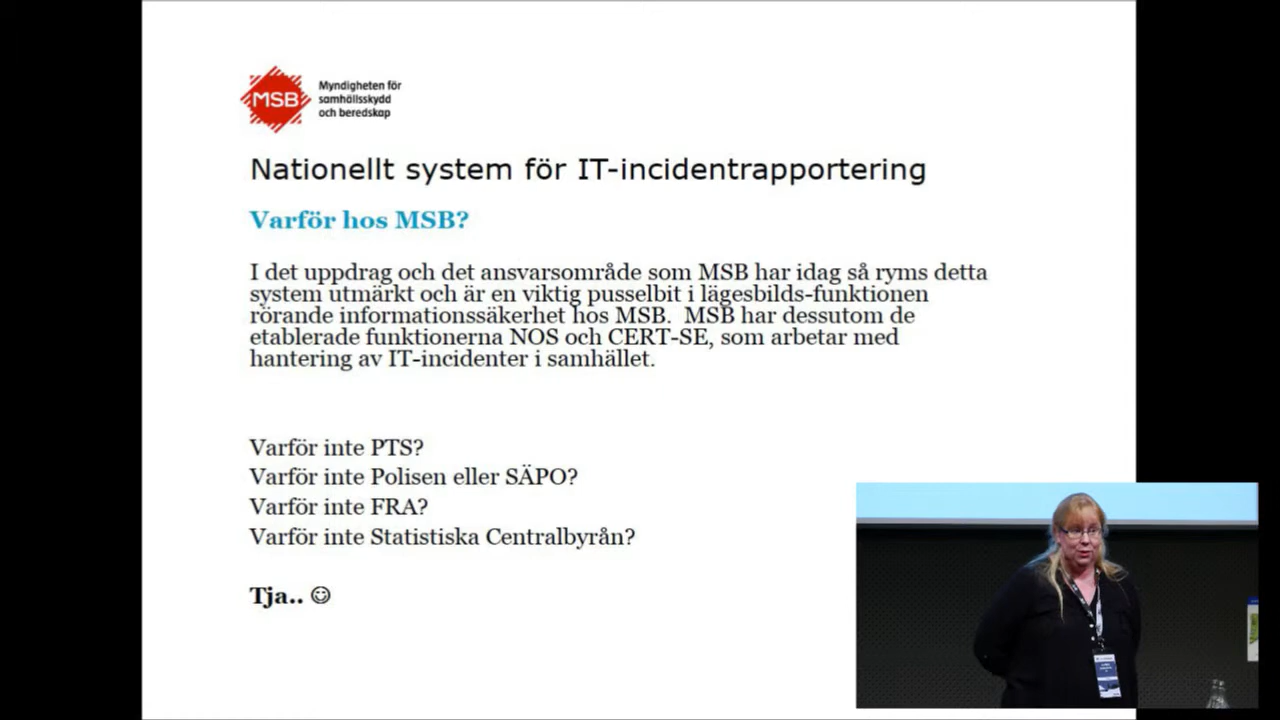 MSB
Myndigheten för
samhällsskydd
och beredskap
Nationellt system för IT-incidentrapportering
Varför hos MSB?
I det uppdrag och det ansvarsområde som MSB har idag så ryms detta
system utmärkt och är en viktig pusselbit i lägesbilds-funktionen
rörande informationssäkerhet hos MSB.  MSB har dessutom de
etablerade funktionerna NOS och CERT-SE, som arbetar med
hantering av IT-incidenter i samhället.
Varför inte PTS?
Varför inte Polisen eller SÄPO?
Varför inte FRA?
Varför inte Statistiska Centralbyrån?
Tja.. ☺